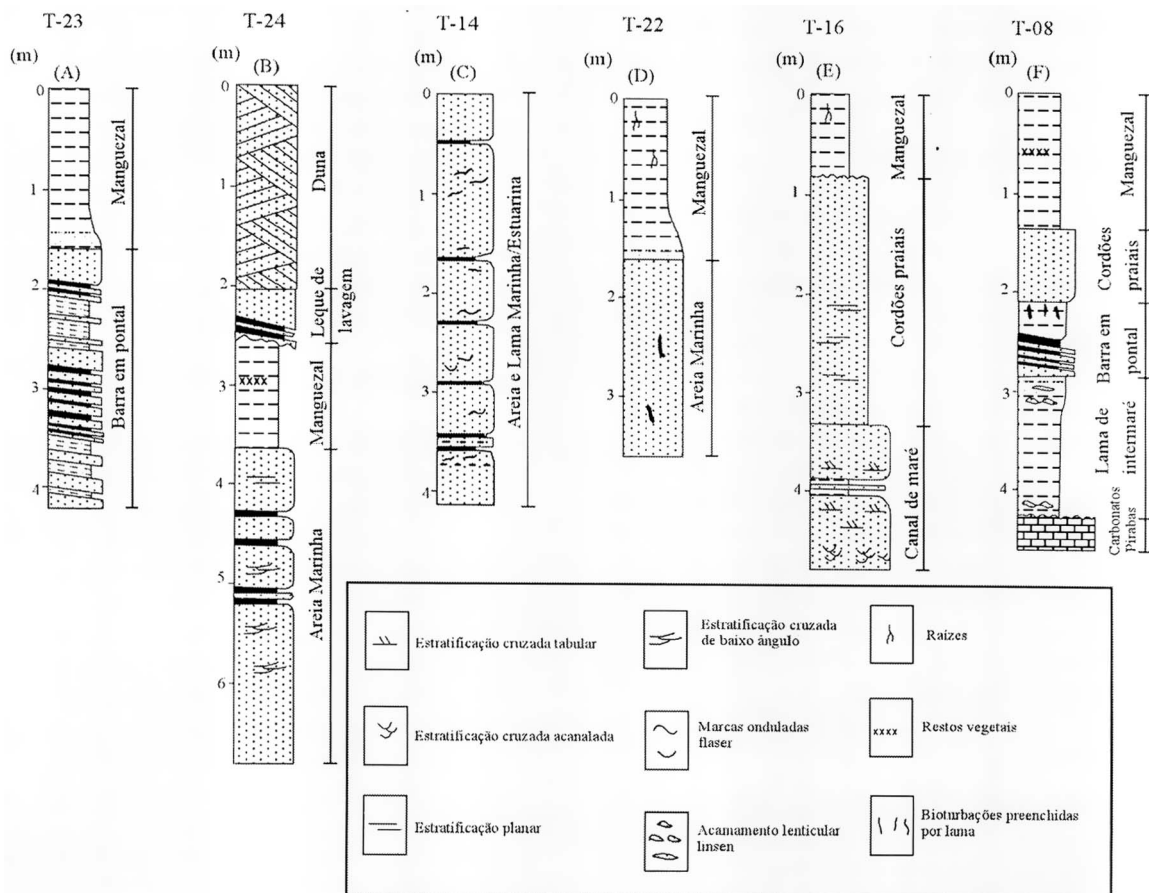 T-23
T-24
T-14
T-22
T-16
T-08
(m)
(A)
0
1
2
3
4
Manguezal
Barra em pontal
(m)
(B)
0
1
2
3
4
5
6
Duna
Leque de
lavagem
Manguezal
Areia Marinha
(m)
(C)
0
1
2
3
4
Areia e Lama Marinha/Estuarina
(m)
(D)
0
1
2
3
Manguezal
Areia Marinha
(m)
(E)
0
1
2
3
4
Manguezal
Cordões praiais
Canal de maré
(m)
(F)
0
1
2
3
4
Manguezal
Cordões
praiais
Barra em
pontal
Lama de
intermaré
Carbonatos
Pirabas
xxxx
xxxx
Estratificação cruzada tabular
Estratificação cruzada
de baixo ângulo
Raízes
Estratificação cruzada acanalada
Marcas onduladas
flaser
xxxx
Restos vegetais
Estratificação planar
Acamamento lenticular
linsen
Bioturbações preenchidas
por lama